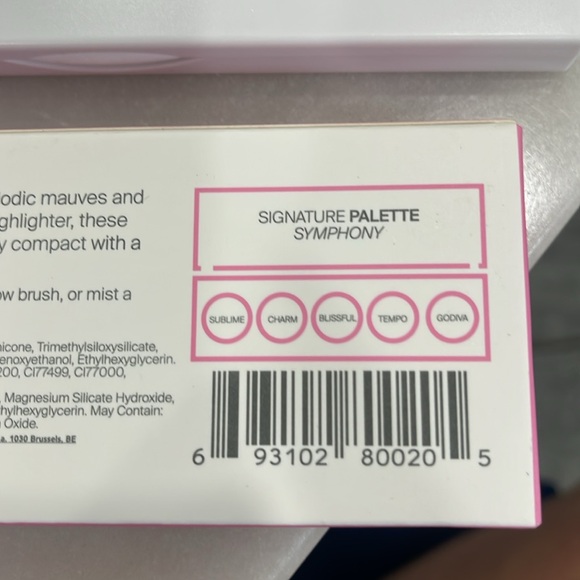 odic mauves and
ghlighter, these
y compact with a
ow brush, or mist a
icone, Trimethylsiloxysilicate,
enoxyethanol, Ethylhexyglycerin.
200, CI77499, CI77000,
, Magnesium Silicate Hydroxide,
hylhexyglycerin. May Contain:
Oxide.
a. 1030 Brussels, BE
SIGNATURE PALETTE
SYMPHONY
SUBLIME CHARM BLISSFUL TEMPO GODIVA
6 93102 80020 5